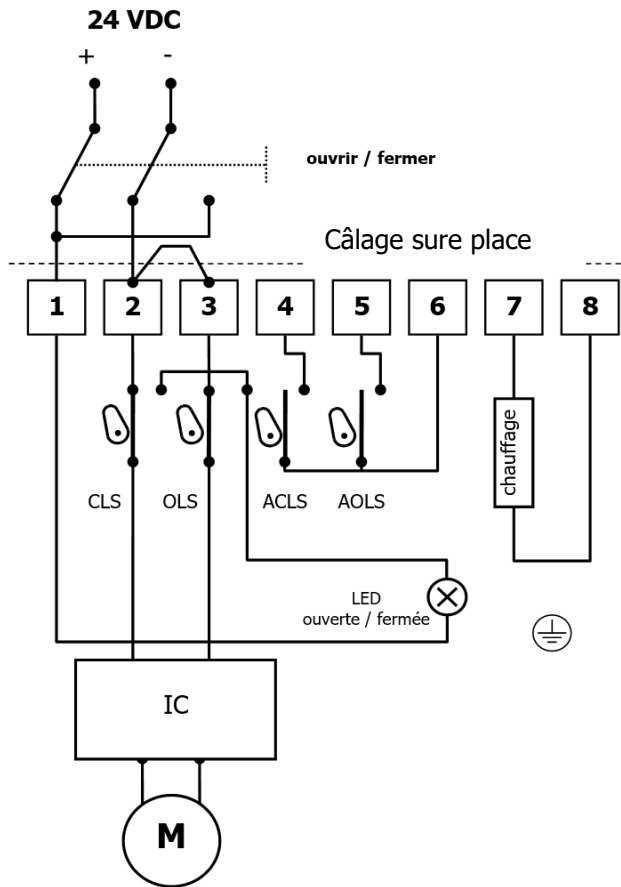 24 VDC
+ -
ouvrir / fermer
Câlage sure place
1 2 3 4 5 6 7 8
chauffage
CLS OLS ACLS AOLS
LED
ouverte / fermée
IC
M